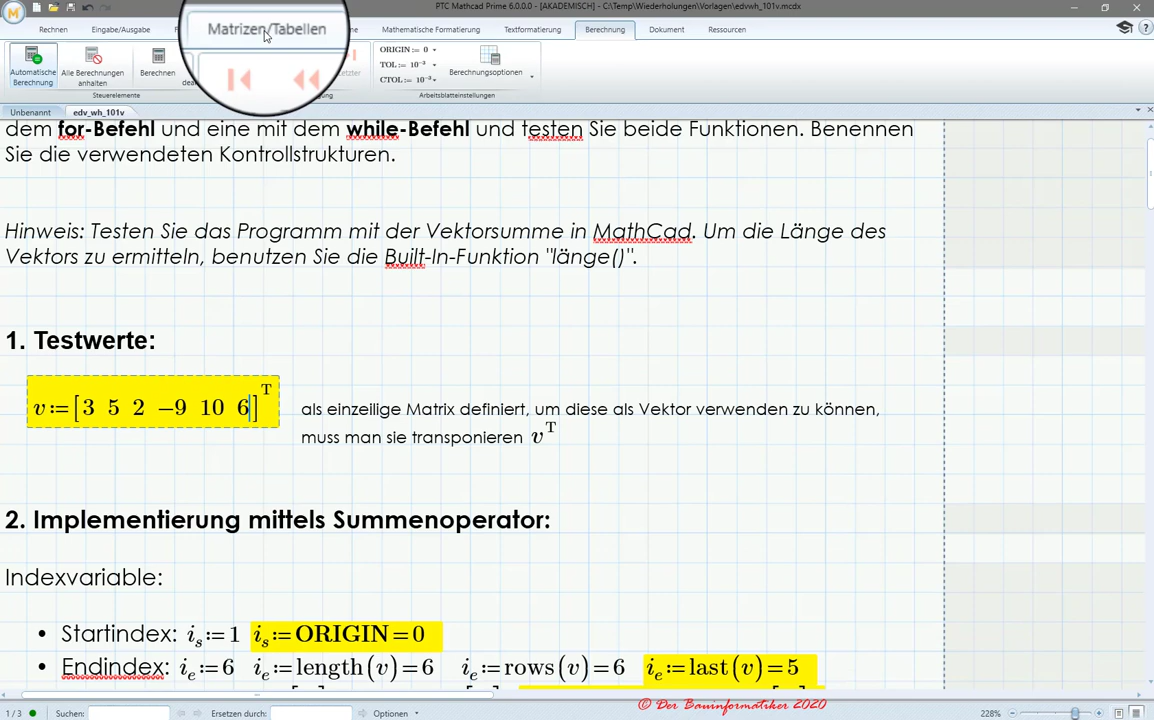 PTC Mathcad Prime 6.0.0.0 - [AKADEMISCH] - C:\Temp\Wiederholungen\Vorlagen\edvwh_101v.mcdx
Rechnen Eingabe/Ausgabe Matrizen/Tabellen Mathematische Formatierung Textformatierung Berechnung Dokument Ressourcen
ORIGIN := 0
TOL := 10⁻³
CTOL := 10⁻³
Automatische Berechnung
Alle Berechnungen anhalten
Berechnen
Berechnungsoptionen
Steuerelemente
Arbeitsblatteinstellungen
Unbenannt edv_wh_101v
dem for-Befehl und eine mit dem while-Befehl und testen Sie beide Funktionen. Benennen
Sie die verwendeten Kontrollstrukturen.
Hinweis: Testen Sie das Programm mit der Vektorsumme in MathCad. Um die Länge des
Vektors zu ermitteln, benutzen Sie die Built-In-Funktion "länge()".
1. Testwerte:
v:=[3 5 2 −9 10 6]ᵀ
als einzeilige Matrix definiert, um diese als Vektor verwenden zu können,
muss man sie transponieren vᵀ
2. Implementierung mittels Summenoperator:
Indexvariable:
• Startindex: iₛ:=1 iₛ:=ORIGIN=0
• Endindex: iₑ:=6 iₑ:=length(v)=6 iₑ:=rows(v)=6 iₑ:=last(v)=5
© Der Bauinformatiker 2020
1 / 3 Suchen: Ersetzen durch: Optionen 228%